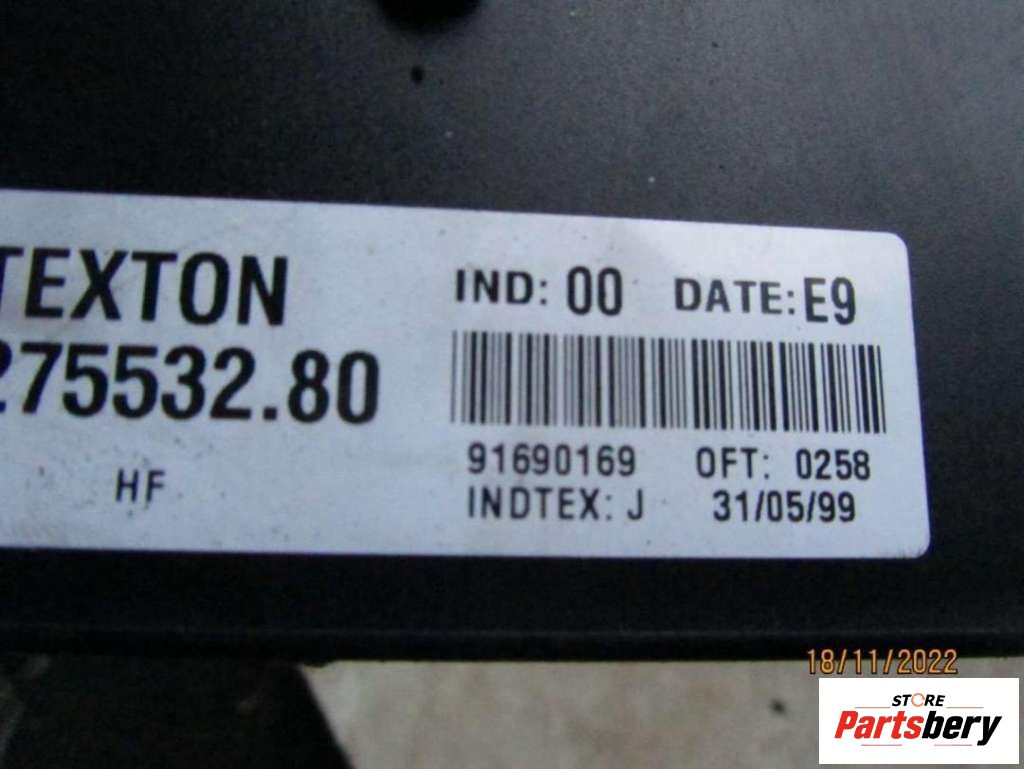 TEXTON
275532.80
HF
IND: 00 DATE: E9
91690169 OFT: 0258
INDTEX: J 31/05/99
18/11/2022
STORE
Partsbery